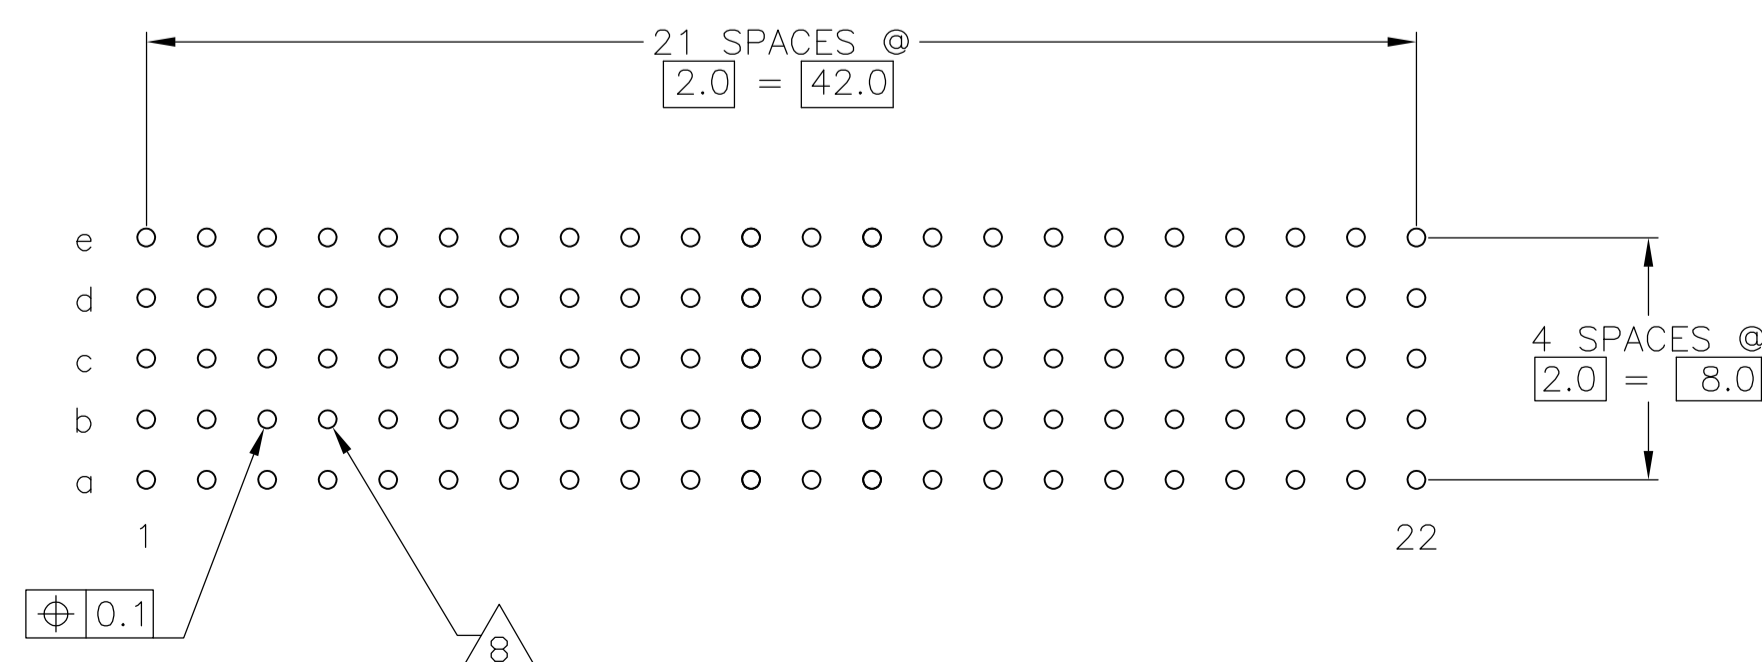 21 SPACES @
2.0 = 42.0
e
d
c
4 SPACES @
2.0 = 8.0
b
a
1
22
⌖ 0.1
8